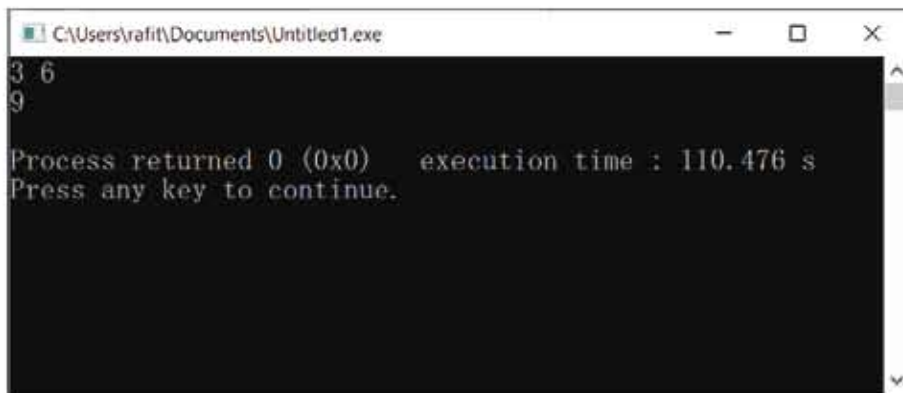 C:\Users\rafit\Documents\Untitled1.exe
3 6
9
Process returned 0 (0x0)   execution time : 110.476 s
Press any key to continue.